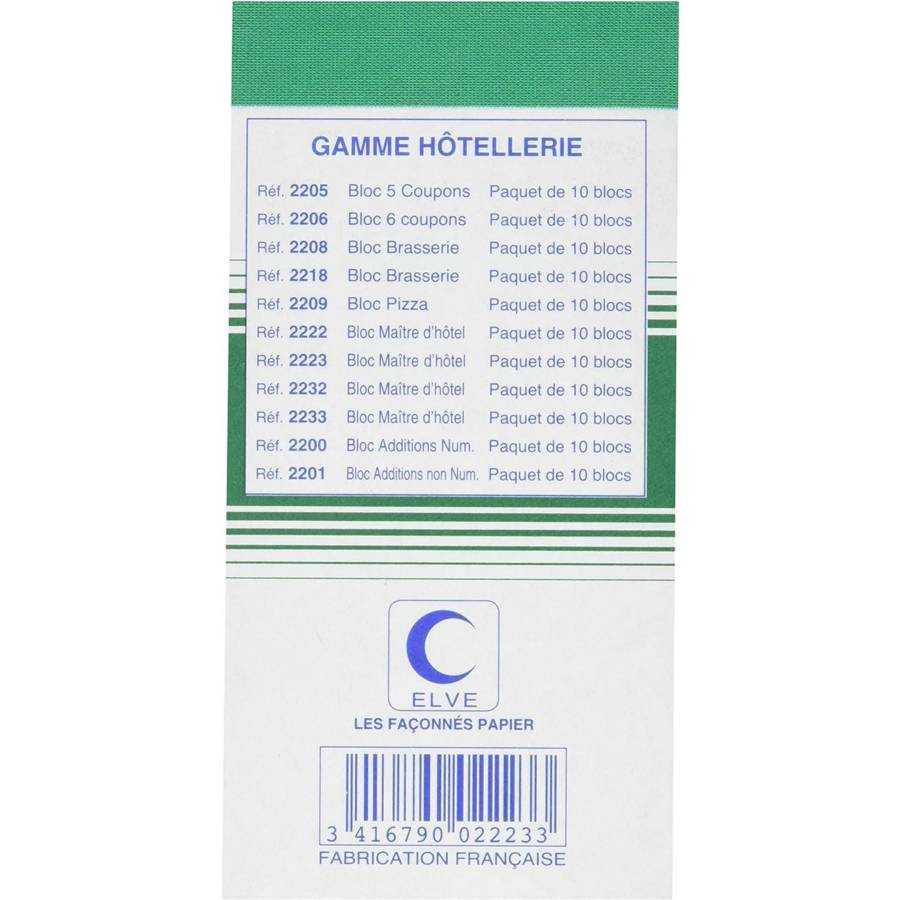 GAMME HÔTELLERIE
Réf. 2205 Bloc 5 Coupons Paquet de 10 blocs
Réf. 2206 Bloc 6 coupons Paquet de 10 blocs
Réf. 2208 Bloc Brasserie Paquet de 10 blocs
Réf. 2218 Bloc Brasserie Paquet de 10 blocs
Réf. 2209 Bloc Pizza Paquet de 10 blocs
Réf. 2222 Bloc Maître d'hôtel Paquet de 10 blocs
Réf. 2223 Bloc Maître d'hôtel Paquet de 10 blocs
Réf. 2232 Bloc Maître d'hôtel Paquet de 10 blocs
Réf. 2233 Bloc Maître d'hôtel Paquet de 10 blocs
Réf. 2200 Bloc Additions Num. Paquet de 10 blocs
Réf. 2201 Bloc Additions non Num. Paquet de 10 blocs
ELVE
LES FAÇONNÉS PAPIER
3 416790 022233
FABRICATION FRANÇAISE